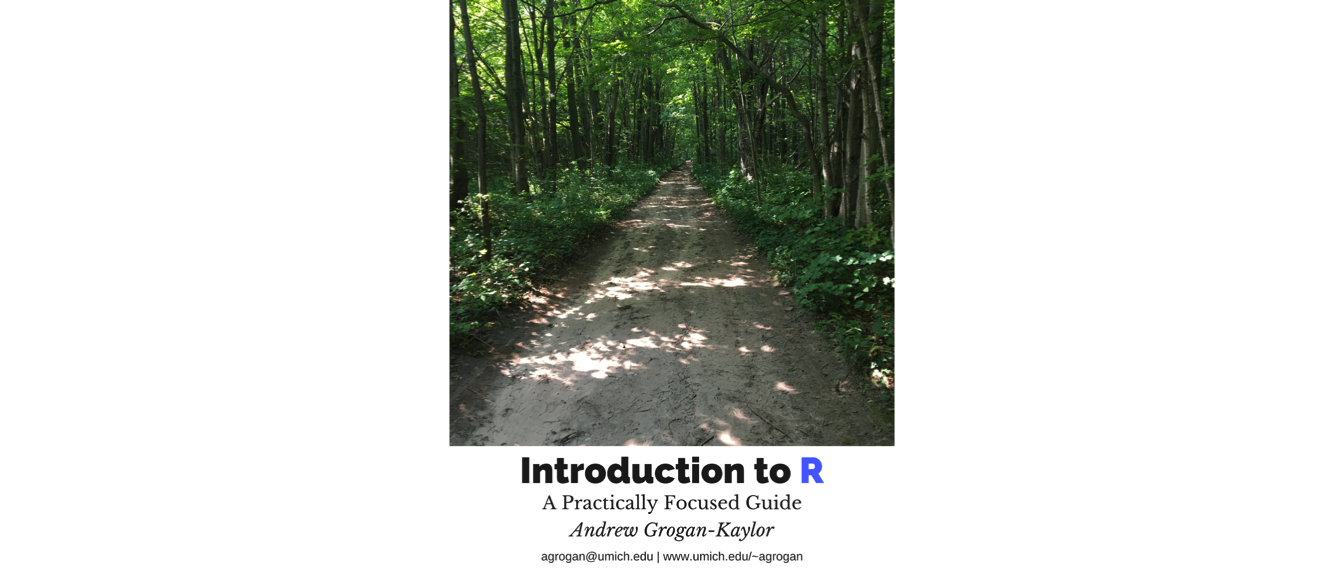 Introduction to R
A Practically Focused Guide
Andrew Grogan-Kaylor
agrogan@umich.edu | www.umich.edu/~agrogan